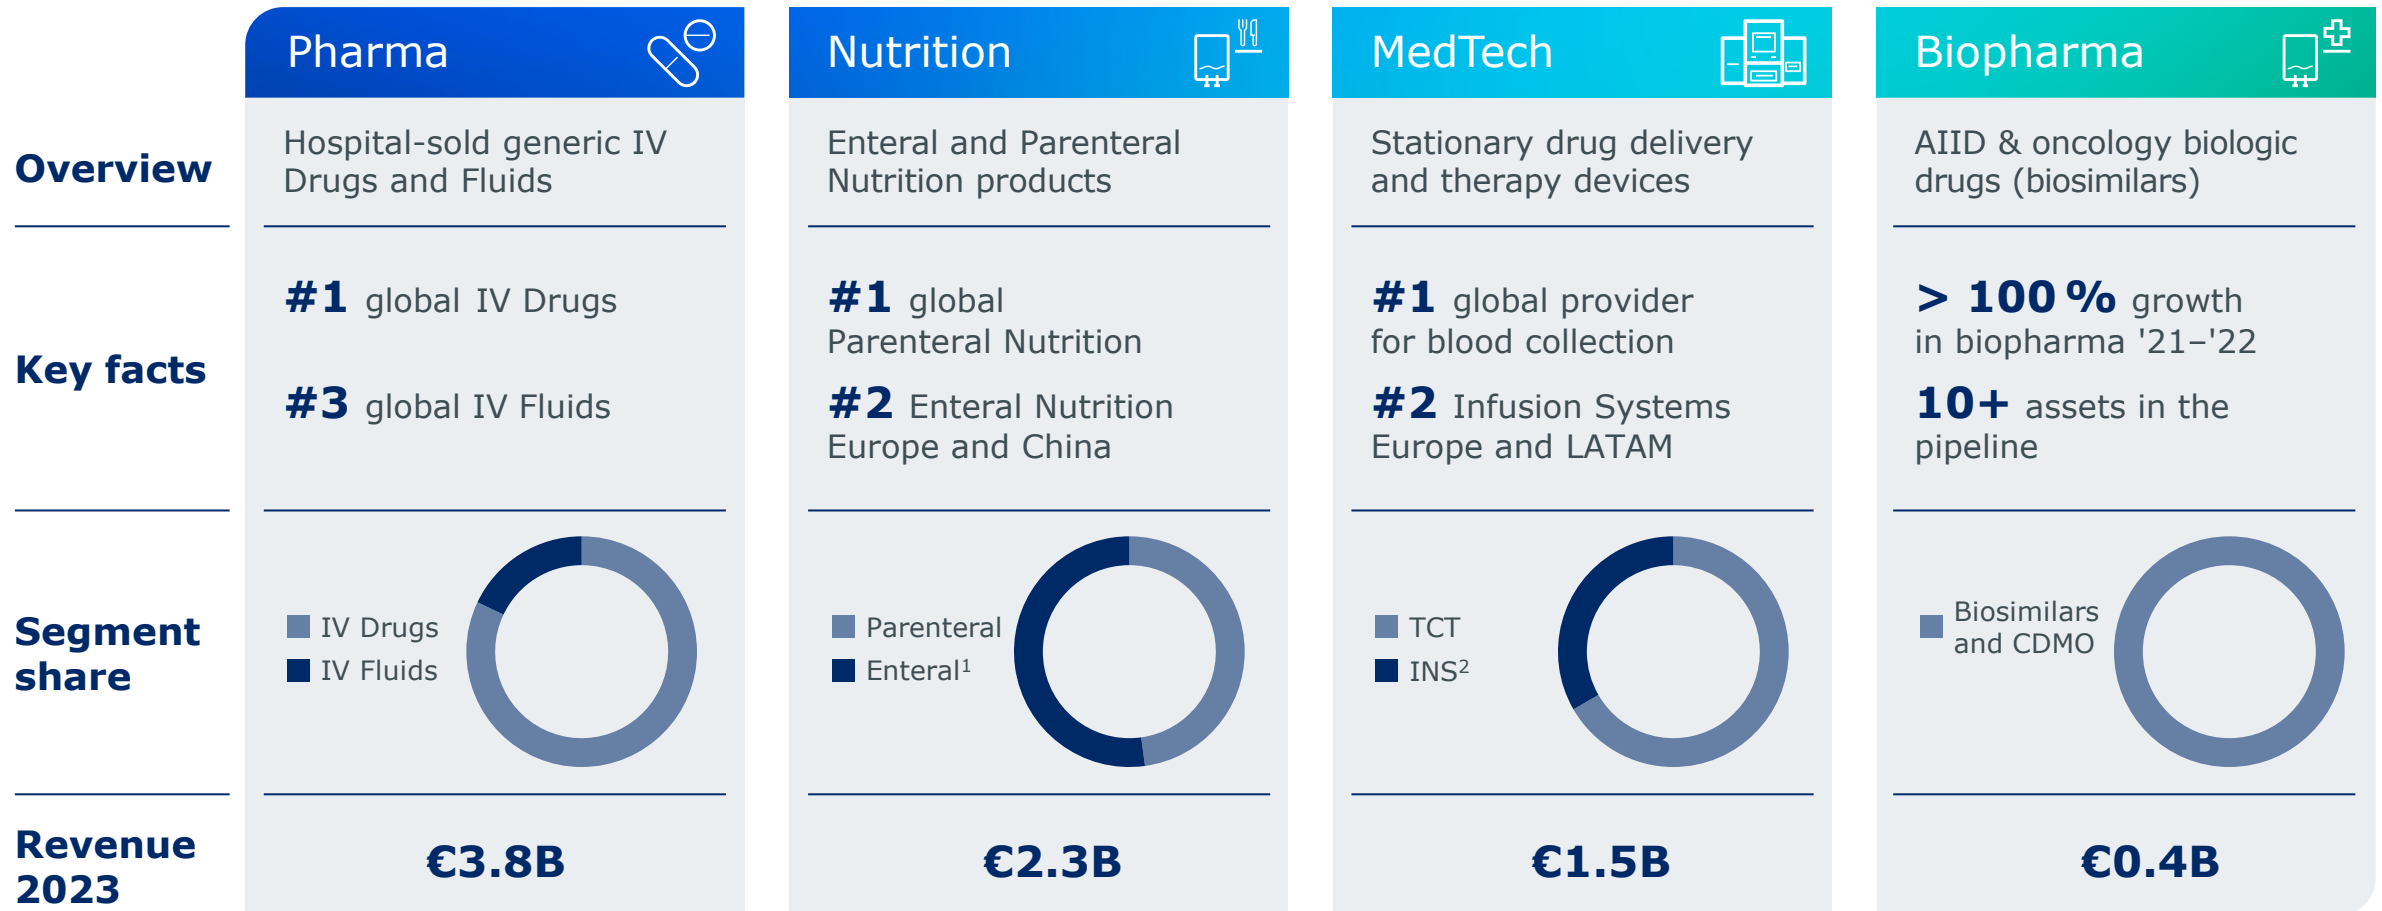 Pharma
Nutrition
MedTech
Biopharma
Overview
Hospital-sold generic IV
Drugs and Fluids
Enteral and Parenteral
Nutrition products
Stationary drug delivery
and therapy devices
AIID & oncology biologic
drugs (biosimilars)
Key facts
#1 global IV Drugs
#3 global IV Fluids
#1 global
Parenteral Nutrition
#2 Enteral Nutrition
Europe and China
#1 global provider
for blood collection
#2 Infusion Systems
Europe and LATAM
> 100 % growth
in biopharma '21–'22
10+ assets in the
pipeline
Segment
share
IV Drugs
IV Fluids
Parenteral
Enteral¹
TCT
INS²
Biosimilars
and CDMO
Revenue
2023
€3.8B
€2.3B
€1.5B
€0.4B